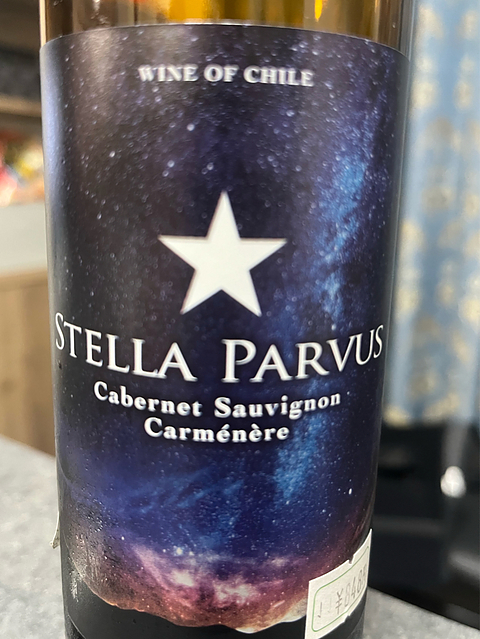 WINE OF CHILE
STELLA PARVUS
Cabernet Sauvignon
Carménère